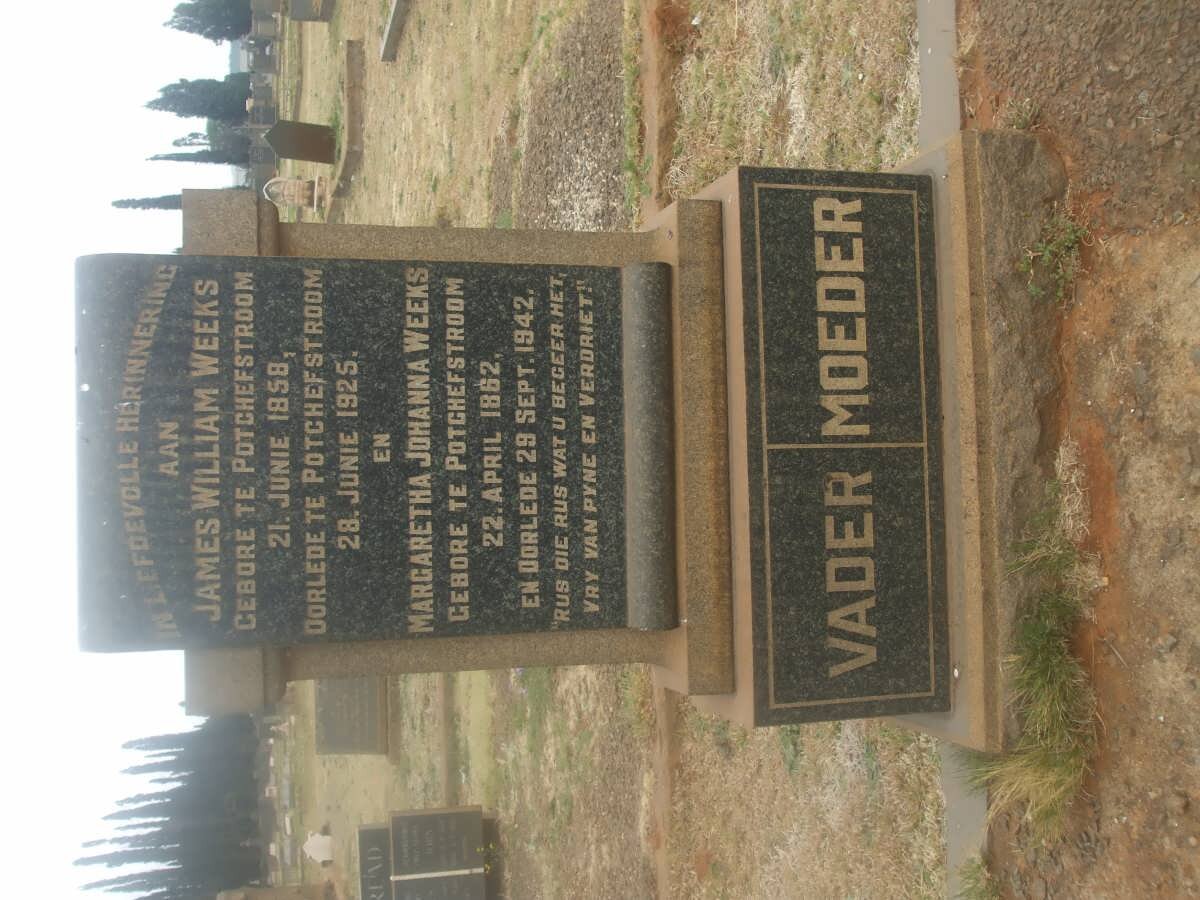 IN LIEFDEVOLLE HERINNERING
AAN
JAMES WILLIAM WEEKS
GEBORE TE POTCHEFSTROOM
21. JUNIE 1858,
OORLEDE TE POTCHEFSTROOM
28. JUNIE 1925.
EN
MARGARETHA JOHANNA WEEKS
GEBORE TE POTCHEFSTROOM
22. APRIL 1862,
EN OORLEDE 29 SEPT. 1942.
"RUS DIE RUS WAT U BEGEER HET,
VRY VAN PYNE EN VERDRIET."
VADER
MOEDER